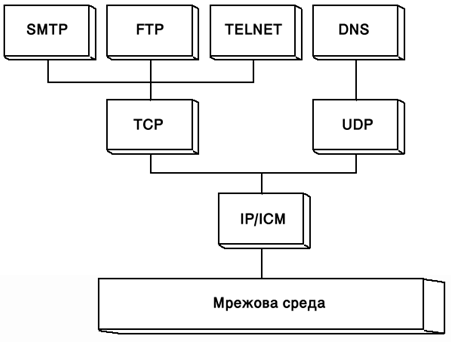 SMTP
FTP
TELNET
DNS
TCP
UDP
IP/ICM
Мрежова среда